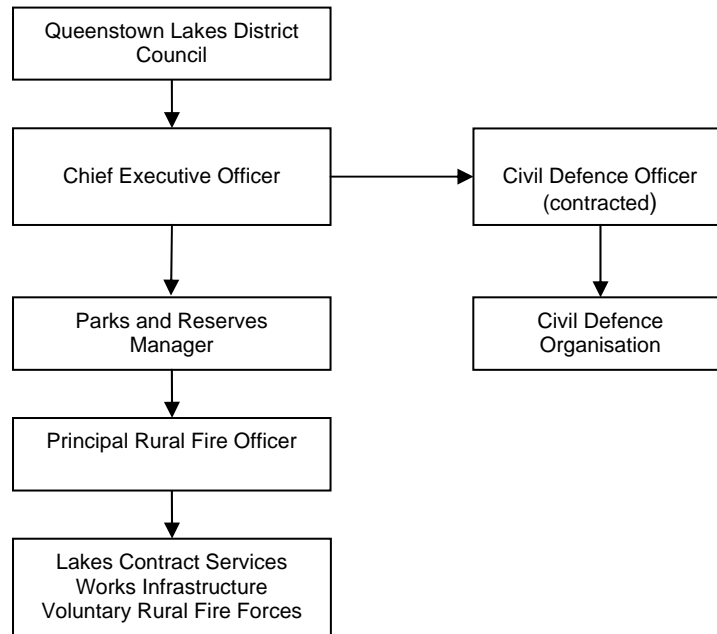 Queenstown Lakes District
Council
Chief Executive Officer
Civil Defence Officer
(contracted)
Parks and Reserves
Manager
Civil Defence
Organisation
Principal Rural Fire Officer
Lakes Contract Services
Works Infrastructure
Voluntary Rural Fire Forces